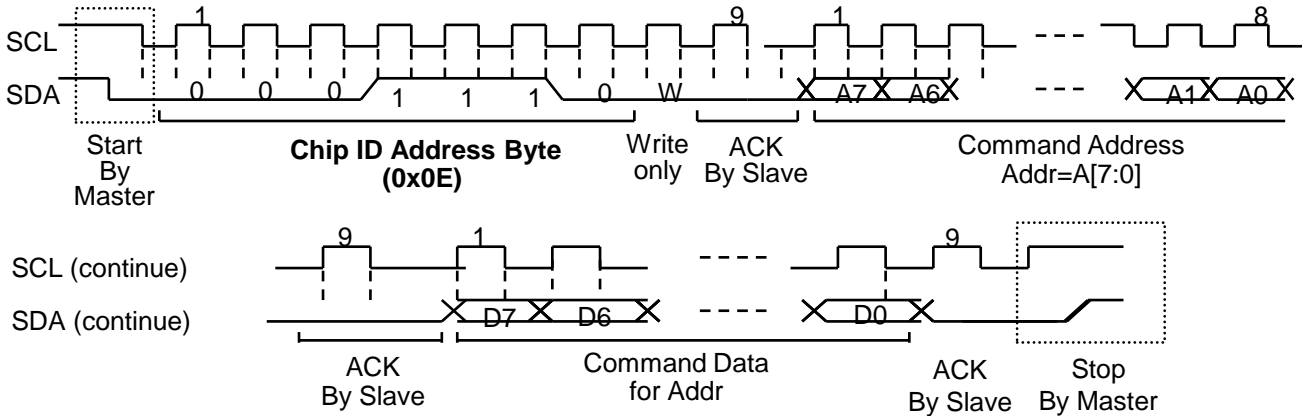 1 9 1 8
SCL
SDA 0 0 0 1 1 1 0 W A7 A6 A1 A0
Start
By
Master
Chip ID Address Byte
(0x0E)
Write
only
ACK
By Slave
Command Address
Addr=A[7:0]
9 1 9
SCL (continue)
SDA (continue) D7 D6 D0
ACK
By Slave
Command Data
for Addr
ACK
By Slave
Stop
By Master